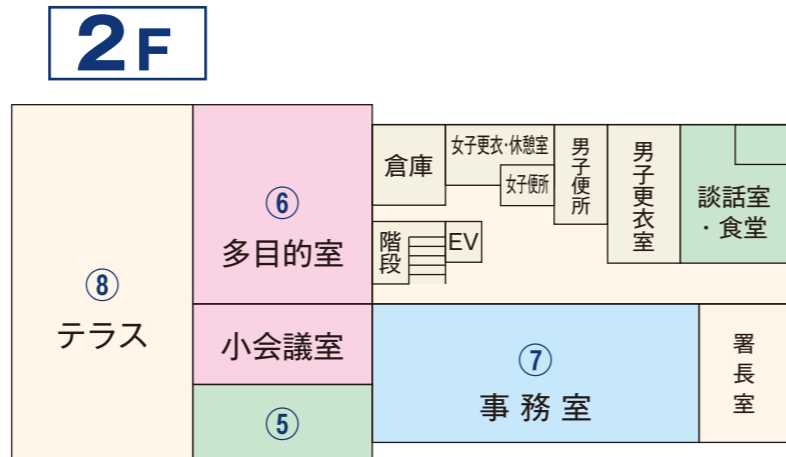 2F
⑧
テラス
⑥
多目的室
小会議室
⑤
倉庫
女子更衣・休憩室
女子便所
男子便所
男子更衣室
談話室
・食堂
階段
EV
⑦
事務室
署長室